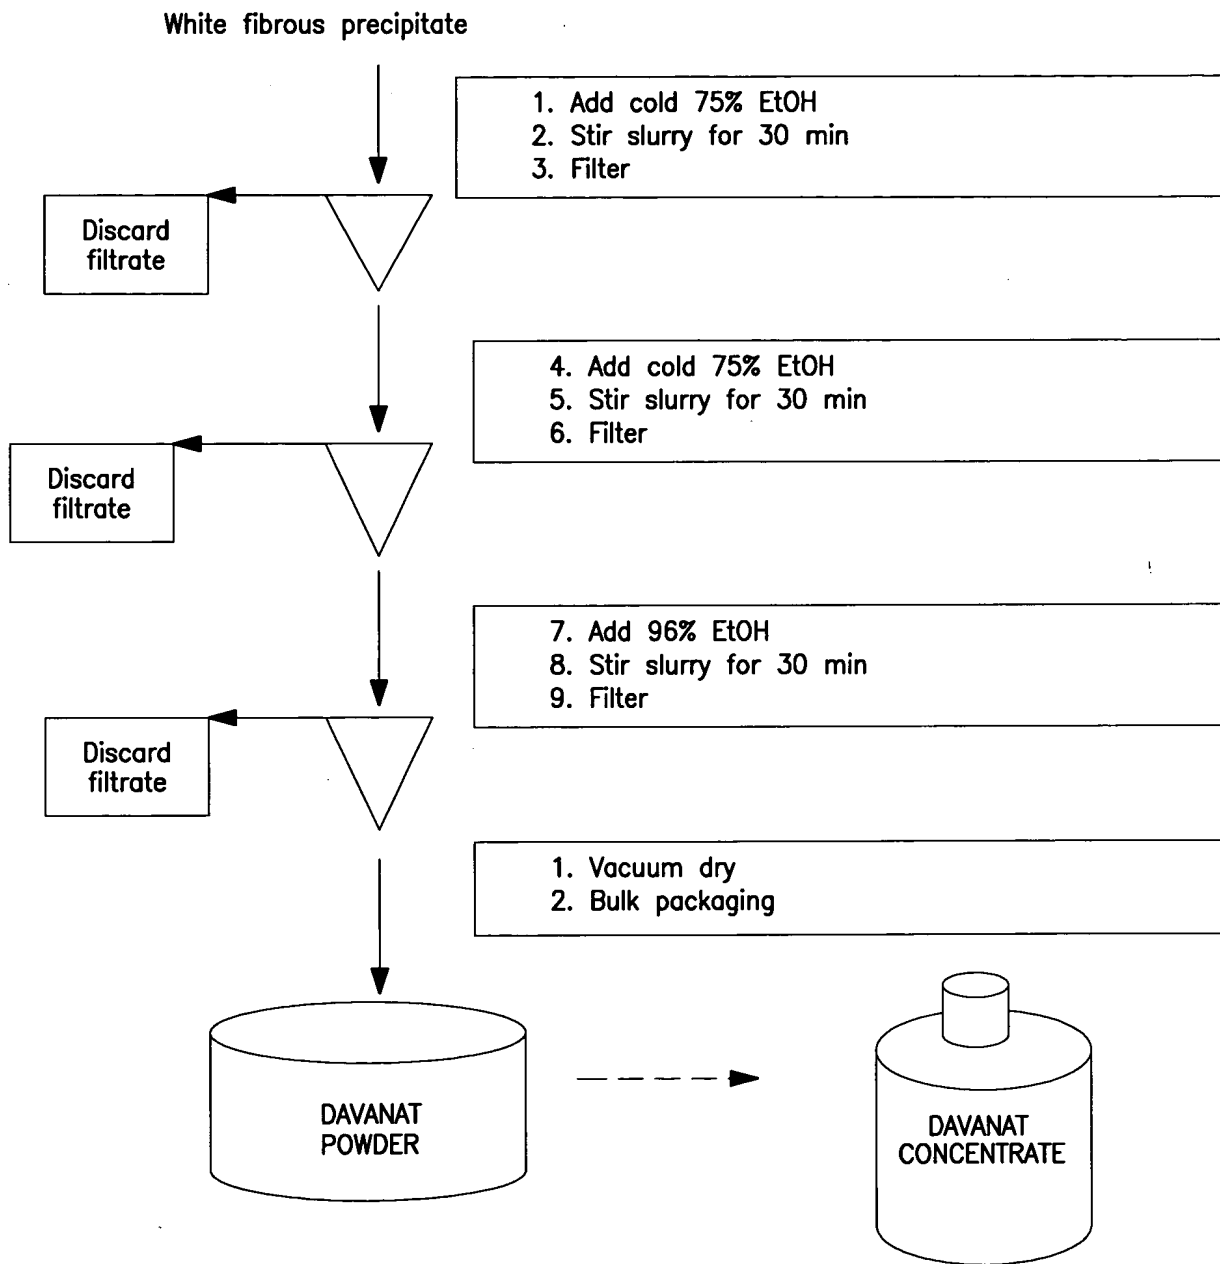 White fibrous precipitate
1. Add cold 75% EtOH
2. Stir slurry for 30 min
3. Filter
Discard
filtrate
4. Add cold 75% EtOH
5. Stir slurry for 30 min
6. Filter
Discard
filtrate
7. Add 96% EtOH
8. Stir slurry for 30 min
9. Filter
Discard
filtrate
1. Vacuum dry
2. Bulk packaging
DAVANAT
POWDER
DAVANAT
CONCENTRATE